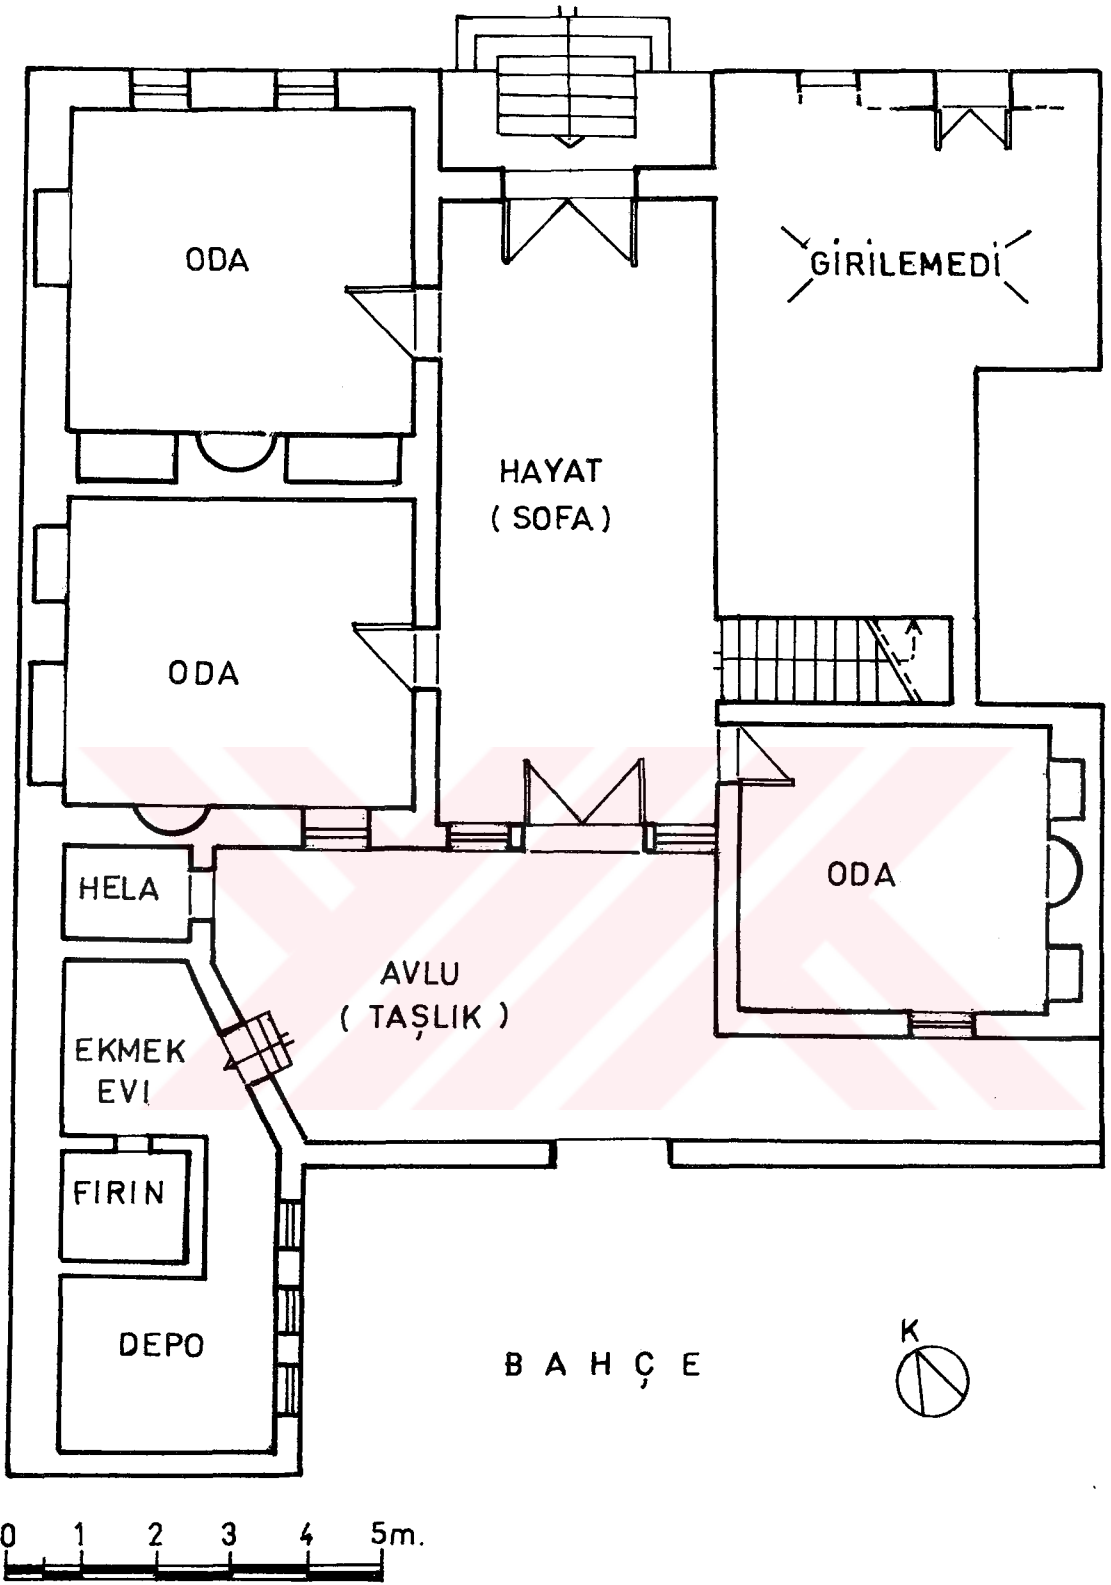 ODA
GİRİLEMEDİ
HAYAT
(SOFA)
ODA
ODA
HELA
AVLU
( TAŞLIK )
EKMEK
EVI
FIRIN
DEPO
BAHÇE
K
0 1 2 3 4 5m.